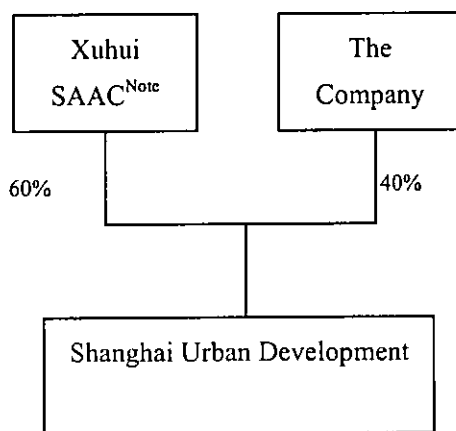 Xuhui
SAAC^Note
The
Company
60%
40%
Shanghai Urban Development